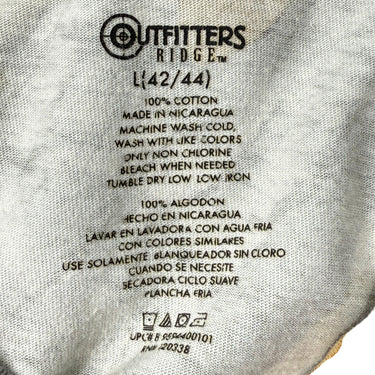 OUTFITTERS
RIDGE™
L(42/44)
100% COTTON
MADE IN NICARAGUA
MACHINE WASH COLD,
WASH WITH LIKE COLORS
ONLY NON CHLORINE
BLEACH WHEN NEEDED
TUMBLE DRY LOW LOW IRON
100% ALGODON
HECHO EN NICARAGUA
LAVAR EN LAVADORA CON AGUA FRIA
CON COLORES SIMILARES
USE SOLAMENTE BLANQUEADOR SIN CLORO
CUANDO SE NECESITE
SECADORA CICLO SUAVE
PLANCHA FRIA
UPC#